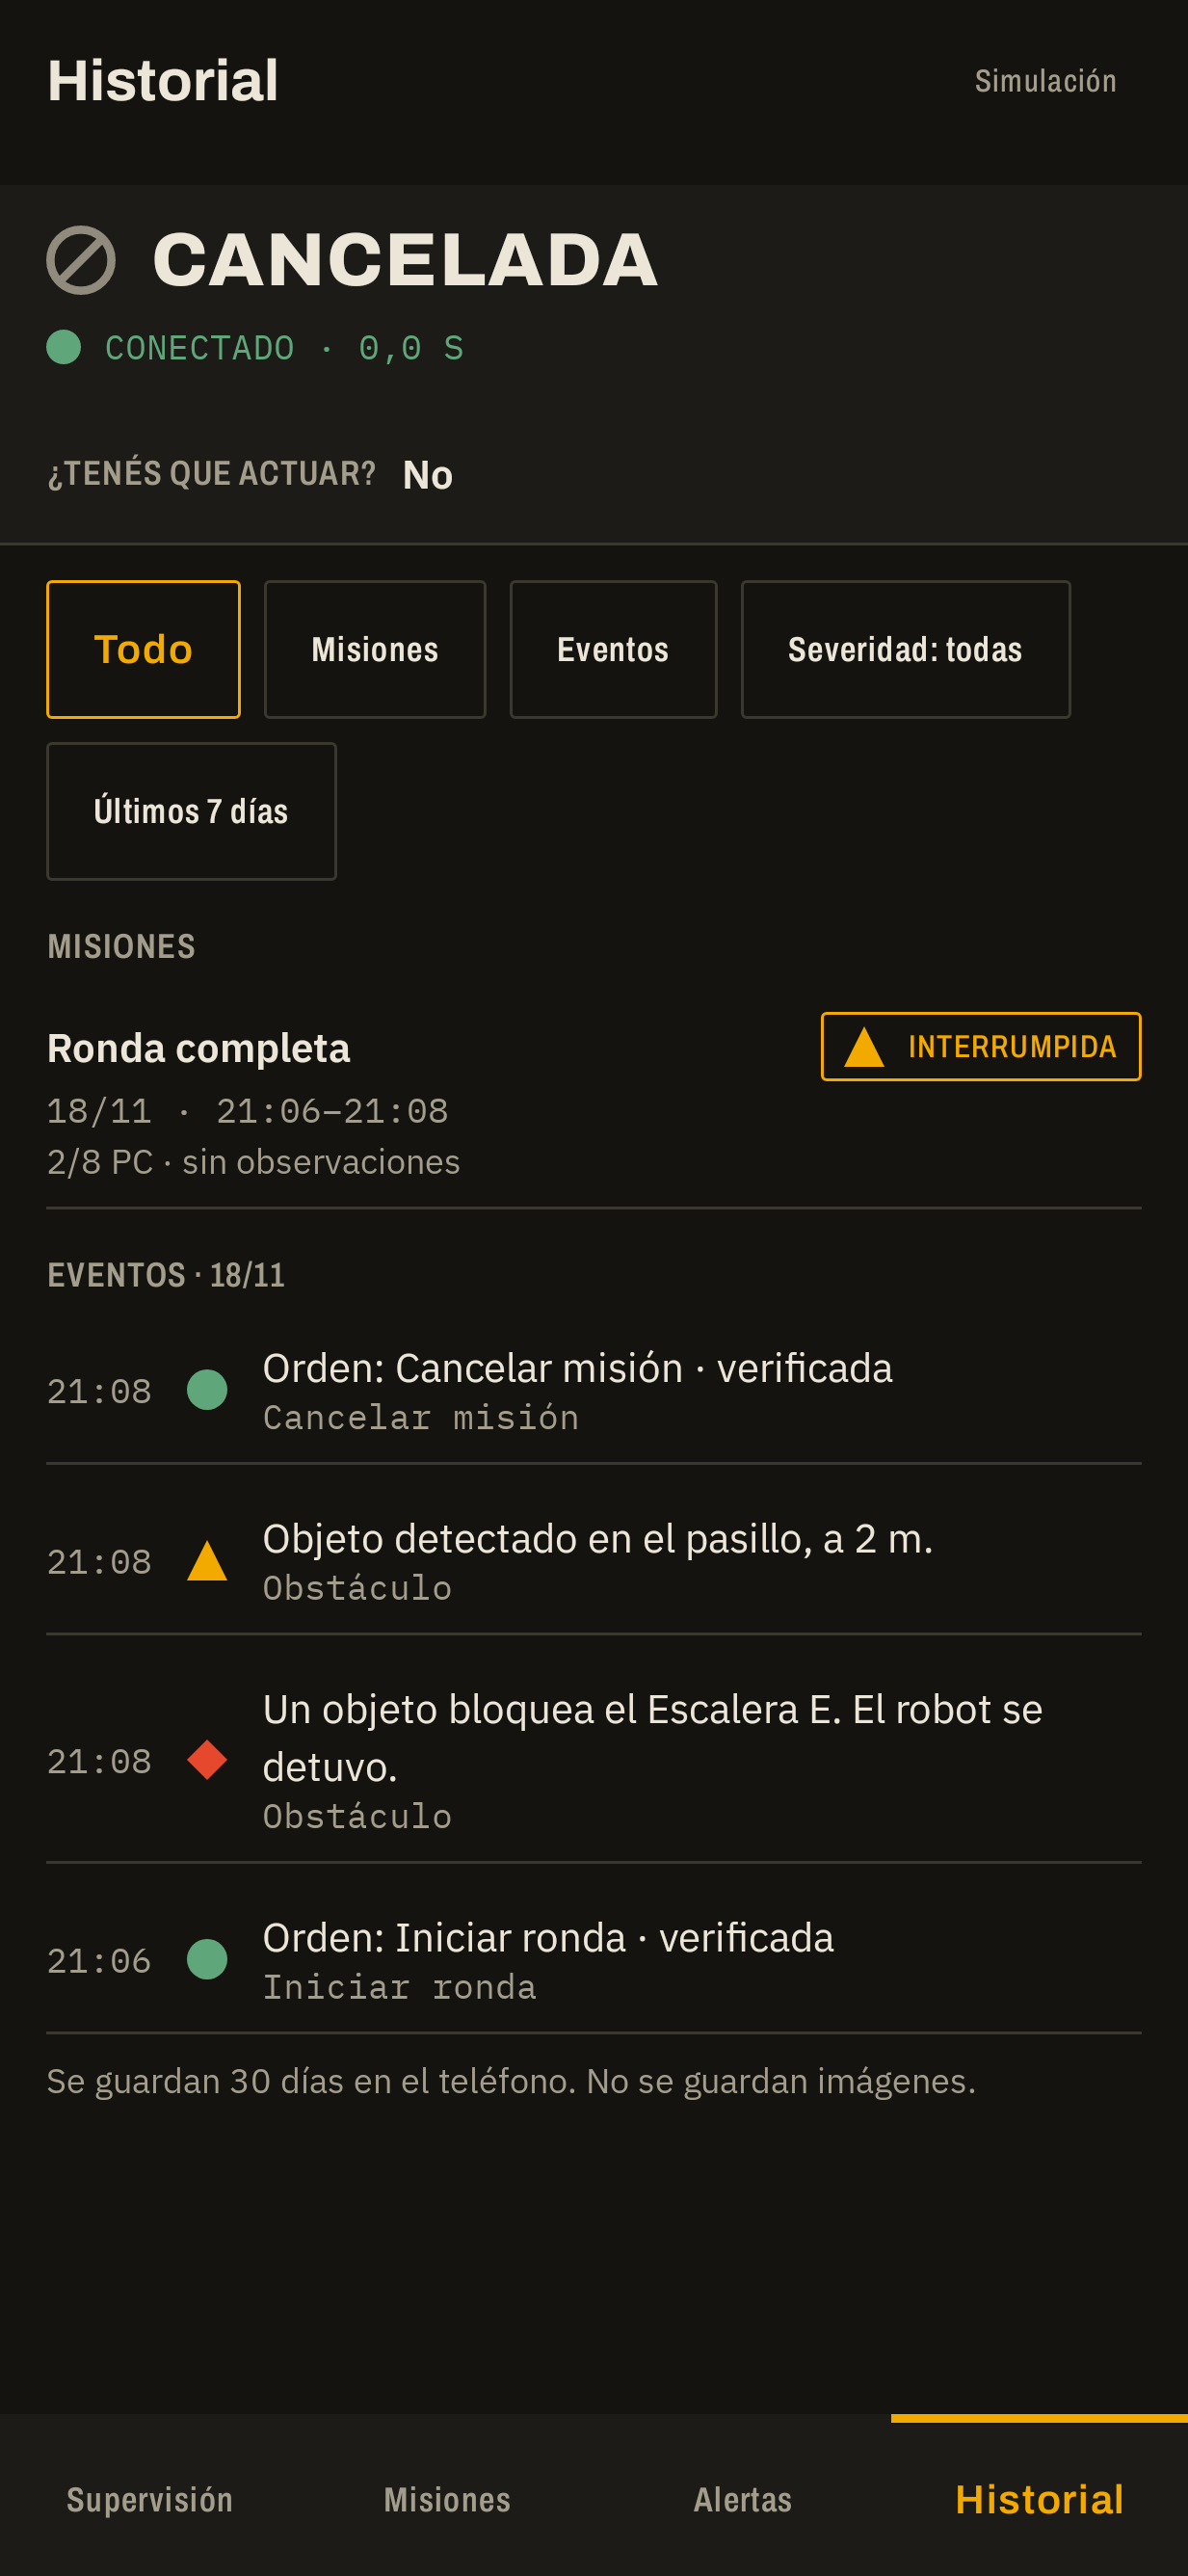 Historial
Simulación
CANCELADA
CONECTADO · 0,0 S
¿TENÉS QUE ACTUAR? No
Todo
Misiones
Eventos
Severidad: todas
Últimos 7 días
MISIONES
Ronda completa
INTERRUMPIDA
18/11 · 21:06–21:08
2/8 PC · sin observaciones
EVENTOS · 18/11
21:08
Orden: Cancelar misión · verificada
Cancelar misión
21:08
Objeto detectado en el pasillo, a 2 m.
Obstáculo
21:08
Un objeto bloquea el Escalera E. El robot se
detuvo.
Obstáculo
21:06
Orden: Iniciar ronda · verificada
Iniciar ronda
Se guardan 30 días en el teléfono. No se guardan imágenes.
Supervisión
Misiones
Alertas
Historial